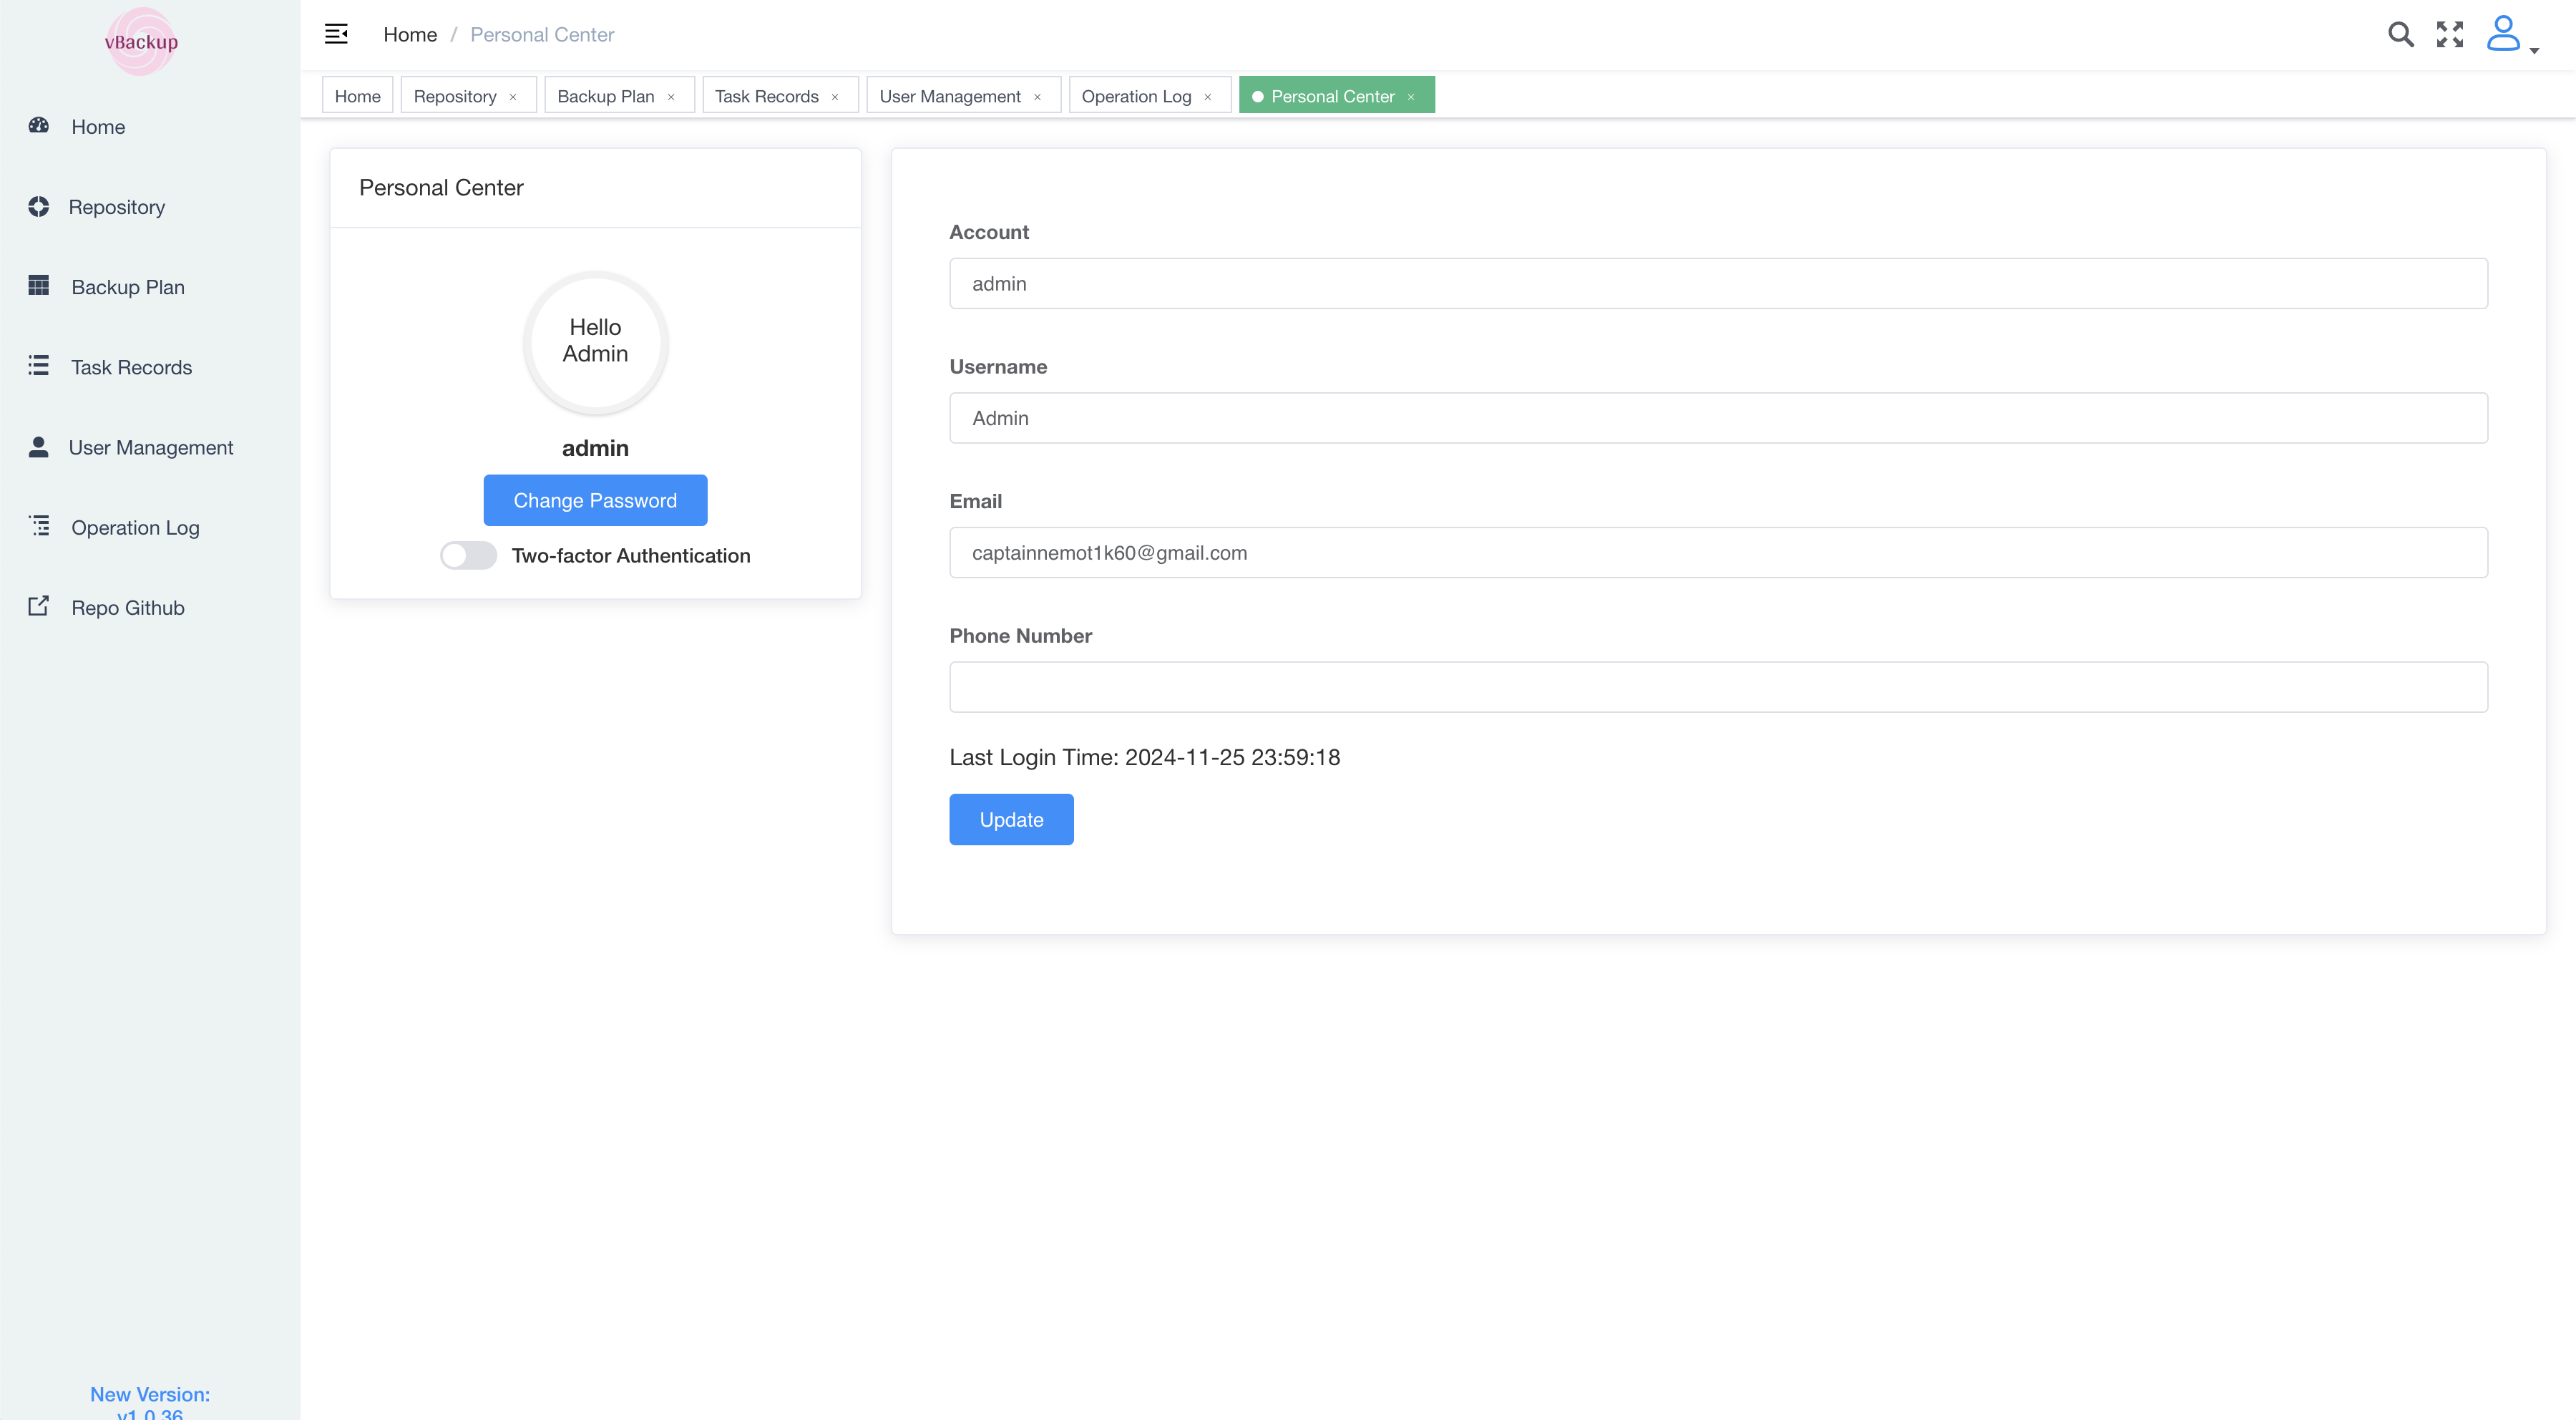 vBackup
Home
Repository
Backup Plan
Task Records
User Management
Operation Log
Repo Github
New Version:
v1.0.36
Home / Personal Center
Home Repository × Backup Plan × Task Records × User Management × Operation Log × Personal Center ×
Personal Center
Hello
Admin
admin
Change Password
Two-factor Authentication
Account
admin
Username
Admin
Email
captainnemot1k60@gmail.com
Phone Number
Last Login Time: 2024-11-25 23:59:18
Update